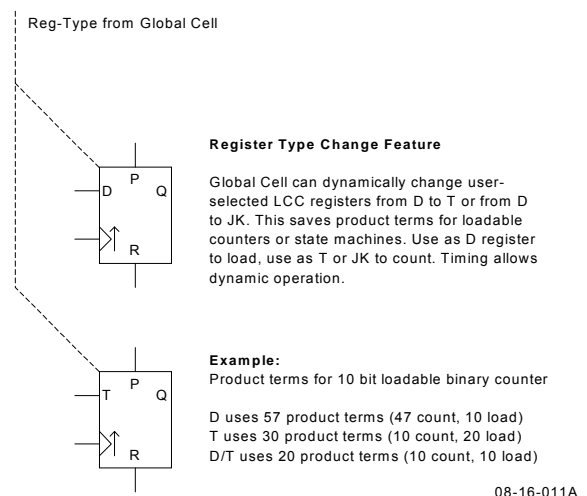 Reg-Type from Global Cell
P
D
Q
R
Register Type Change Feature
Global Cell can dynamically change user-
selected LCC registers from D to T or from D
to JK. This saves product terms for loadable
counters or state machines. Use as D register
to load, use as T or JK to count. Timing allows
dynamic operation.
P
T
Q
R
Example:
Product terms for 10 bit loadable binary counter
D uses 57 product terms (47 count, 10 load)
T uses 30 product terms (10 count, 20 load)
D/T uses 20 product terms (10 count, 10 load)
08-16-011A